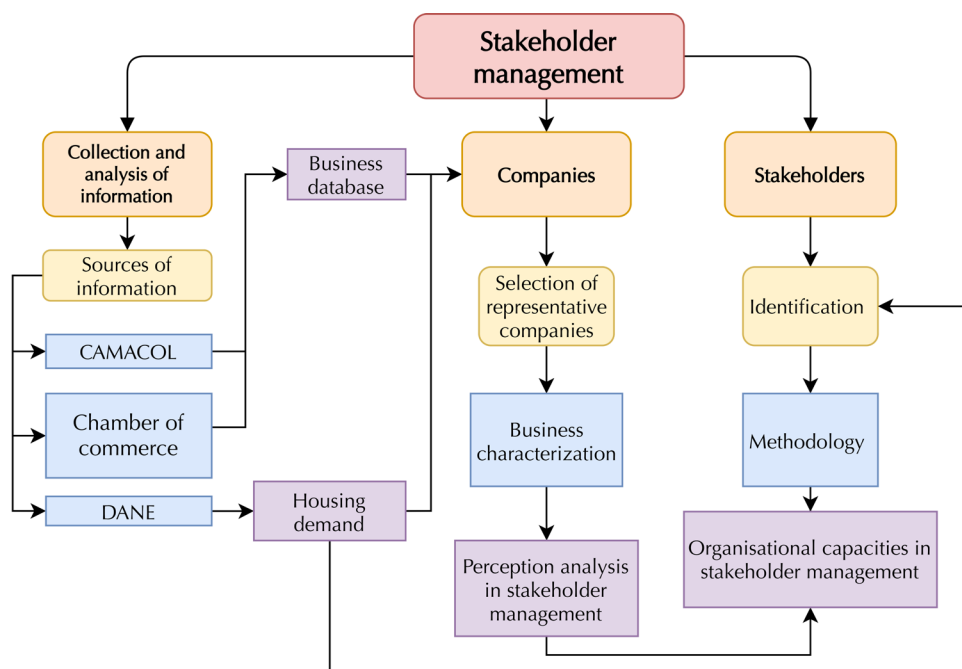 Stakeholder
management
Collection and
analysis of
information
Business
database
Companies
Stakeholders
Sources of
information
Selection of
representative
companies
Identification
CAMACOL
Chamber of
commerce
Business
characterization
Methodology
DANE
Housing
demand
Perception analysis
in stakeholder
management
Organisational capacities in
stakeholder management